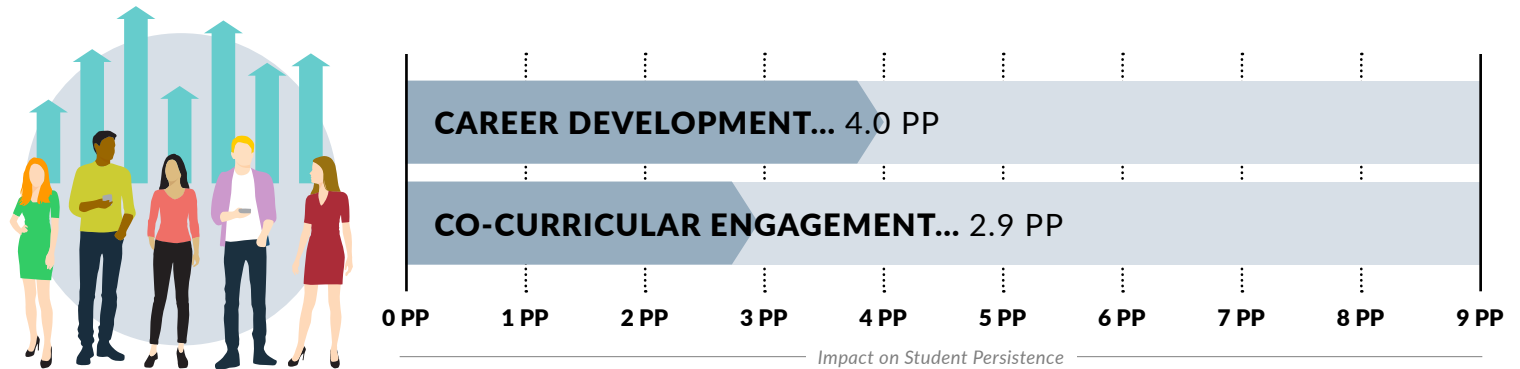 CAREER DEVELOPMENT... 4.0 PP
CO-CURRICULAR ENGAGEMENT... 2.9 PP
0 PP 1 PP 2 PP 3 PP 4 PP 5 PP 6 PP 7 PP 8 PP 9 PP
Impact on Student Persistence